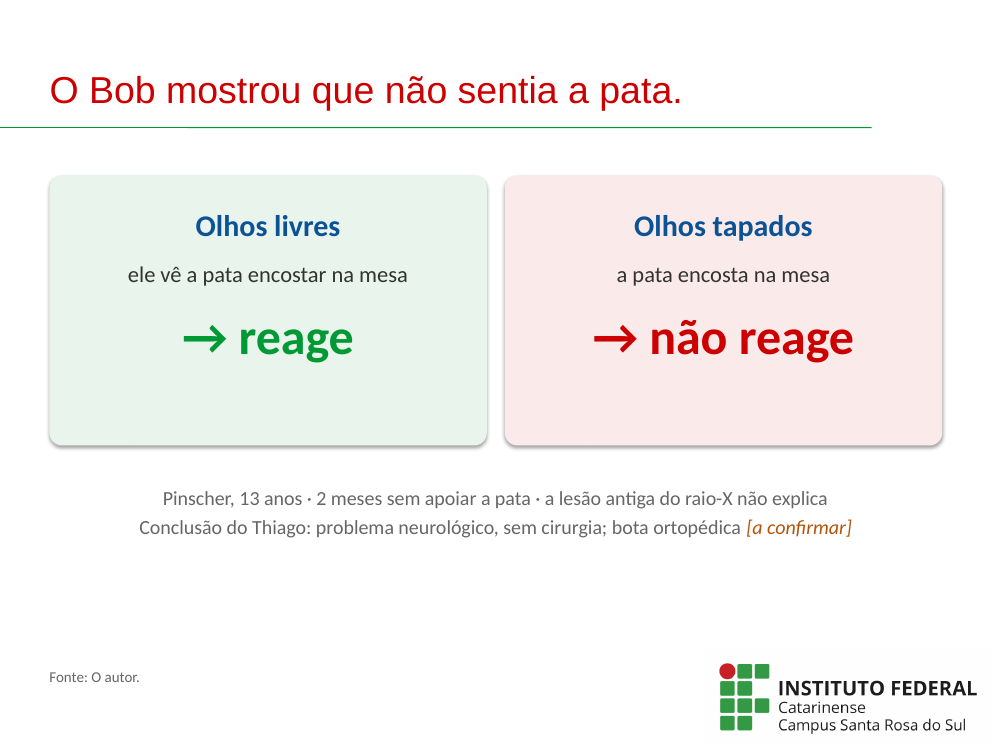 O Bob mostrou que não sentia a pata.
Olhos livres
ele vê a pata encostar na mesa
→ reage
Olhos tapados
a pata encosta na mesa
→ não reage
Pinscher, 13 anos · 2 meses sem apoiar a pata · a lesão antiga do raio-X não explica
Conclusão do Thiago: problema neurológico, sem cirurgia; bota ortopédica [a confirmar]
Fonte: O autor.
INSTITUTO FEDERAL
Catarinense
Campus Santa Rosa do Sul